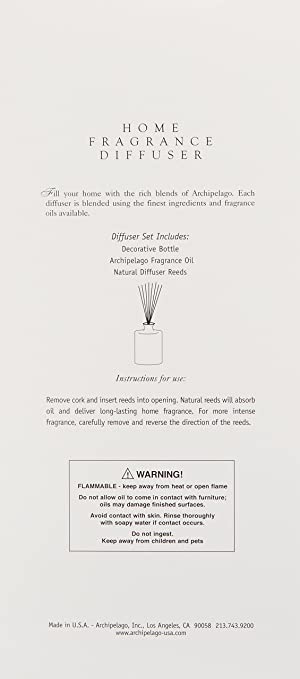 HOME
FRAGRANCE
DIFFUSER
Fill your home with the rich blends of Archipelago. Each
diffuser is blended using the finest ingredients and fragrance
oils available.
Diffuser Set Includes:
Decorative Bottle
Archipelago Fragrance Oil
Natural Diffuser Reeds
Instructions for use:
Remove cork and insert reeds into opening. Natural reeds will absorb
oil and deliver long-lasting home fragrance. For more intense
fragrance, carefully remove and reverse the direction of the reeds.
⚠ WARNING!
FLAMMABLE - keep away from heat or open flame
Do not allow oil to come in contact with furniture;
oils may damage finished surfaces.
Avoid contact with skin. Rinse thoroughly
with soapy water if contact occurs.
Do not ingest.
Keep away from children and pets
Made in U.S.A. - Archipelago, Inc., Los Angeles, CA 90058 213.743.9200
www.archipelago-usa.com